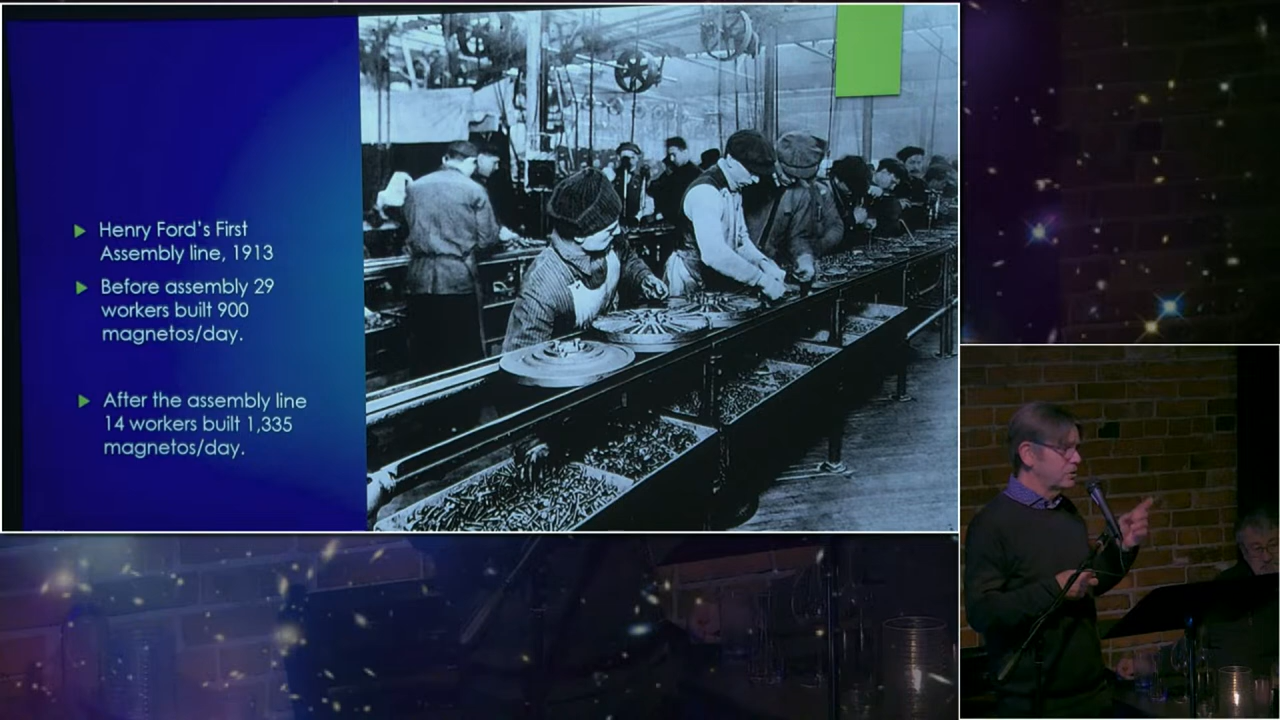 Henry Ford's First
Assembly line, 1913
Before assembly 29
workers built 900
magnetos/day.
After the assembly line
14 workers built 1,335
magnetos/day.